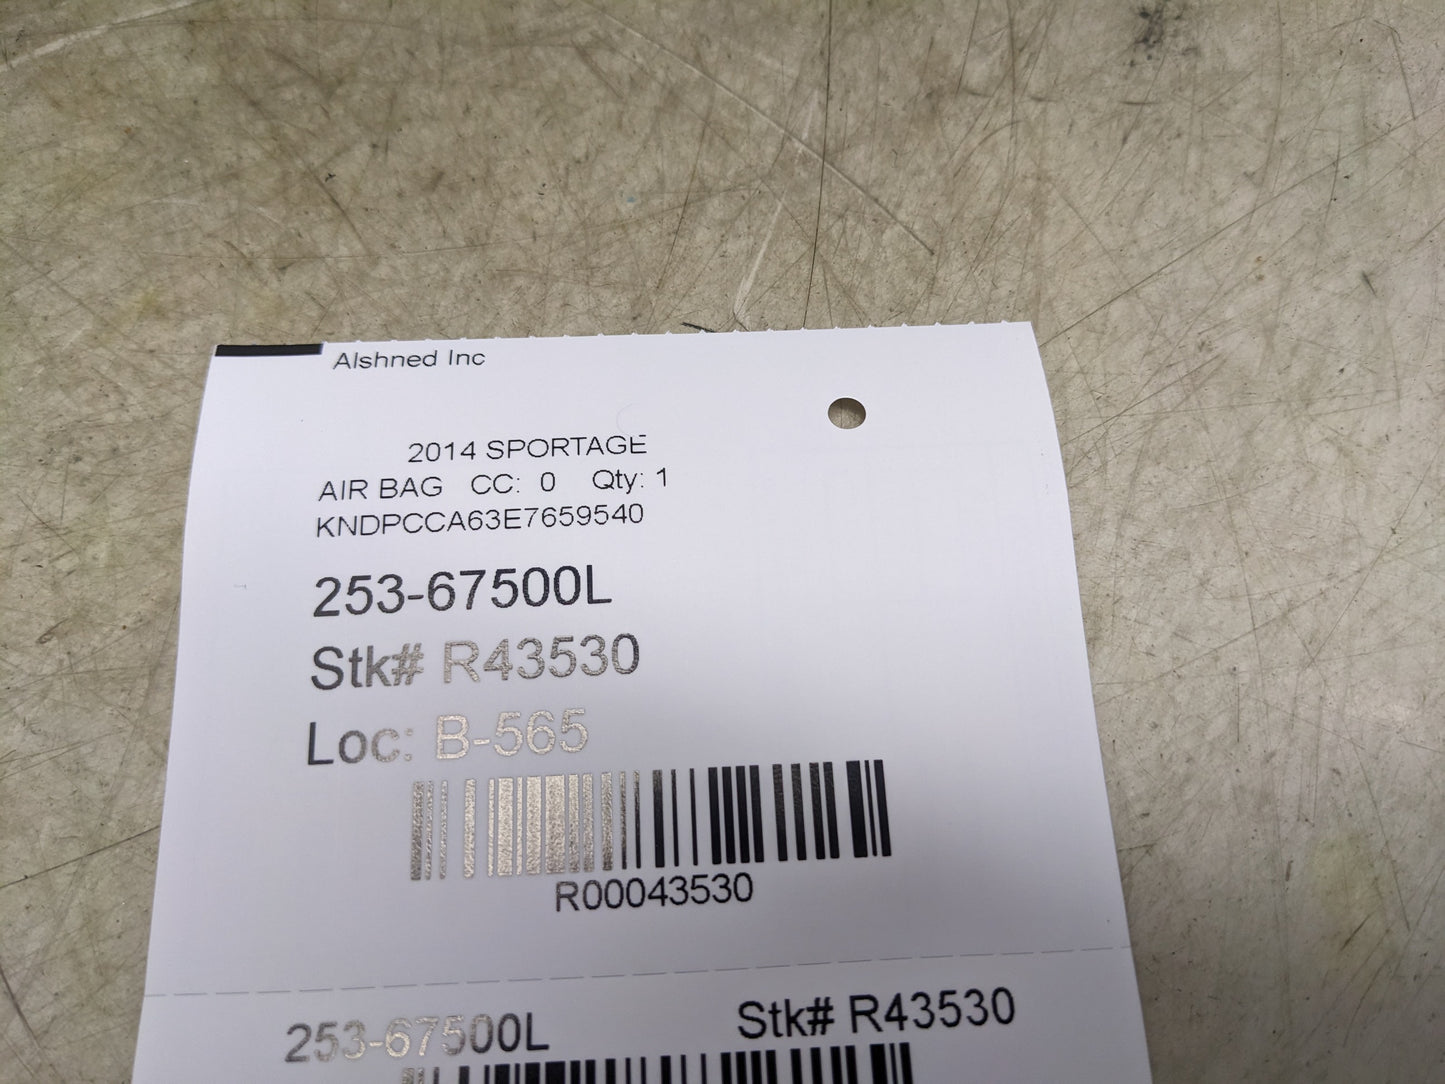 Alshned Inc
2014 SPORTAGE
AIR BAG CC: 0 Qty: 1
KNDPCCA63E7659540
253-67500L
Stk# R43530
Loc: B-565
R00043530
253-67500L Stk# R43530